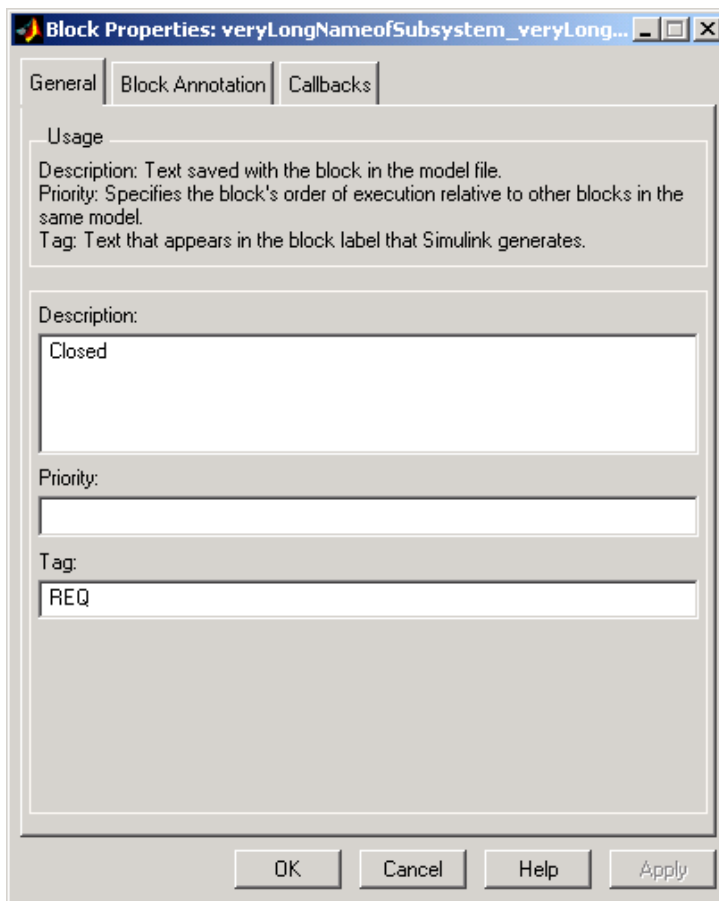 Block Properties: veryLongNameofSubsystem_veryLong...
General
Block Annotation
Callbacks
Usage
Description: Text saved with the block in the model file.
Priority: Specifies the block's order of execution relative to other blocks in the
same model.
Tag: Text that appears in the block label that Simulink generates.
Description:
Closed
Priority:
Tag:
REQ
OK
Cancel
Help
Apply